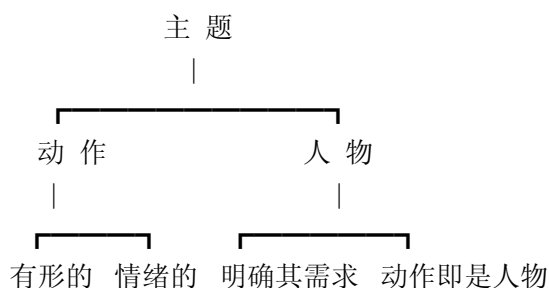 主 题
动 作 人 物
有形的 情绪的 明确其需求 动作即是人物